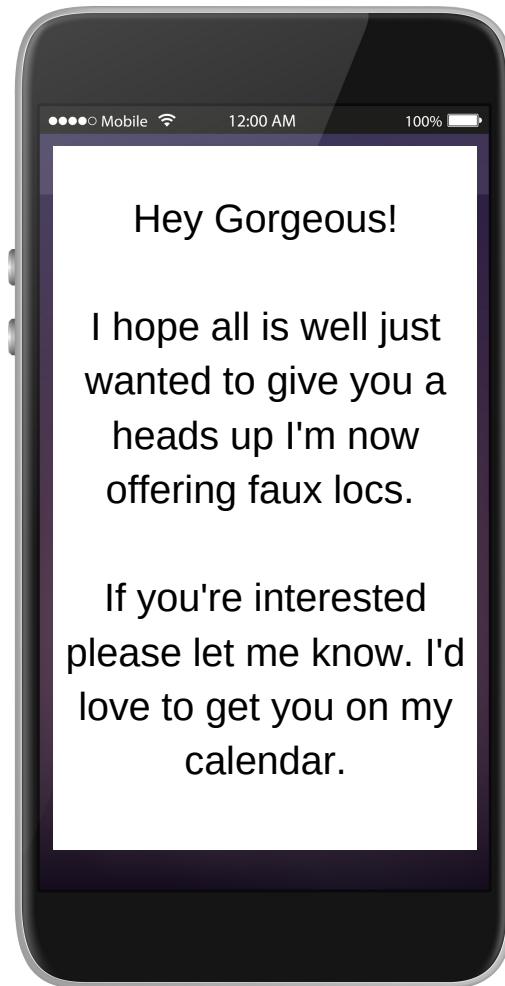 Mobile 12:00 AM 100%
Hey Gorgeous!
I hope all is well just
wanted to give you a
heads up I'm now
offering faux locs.
If you're interested
please let me know. I'd
love to get you on my
calendar.